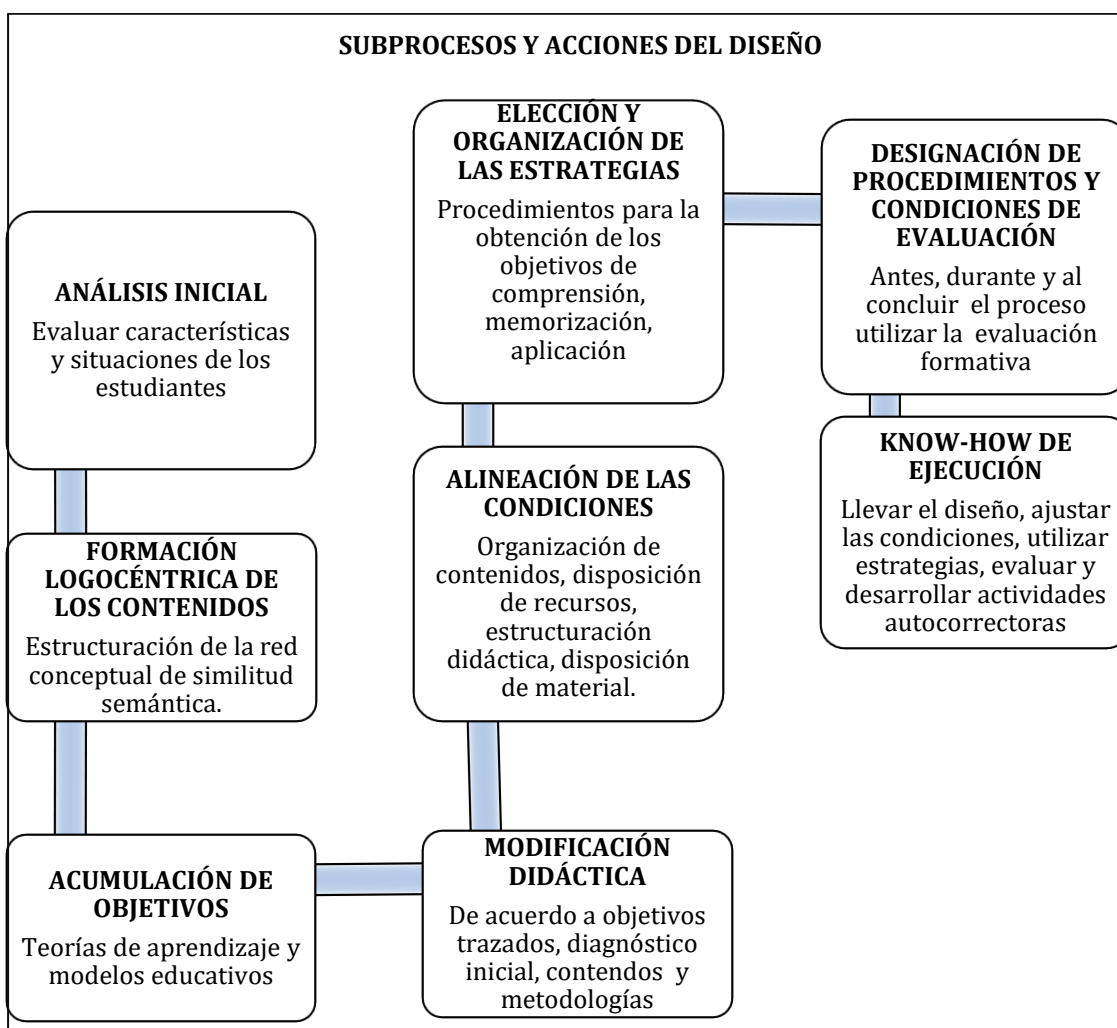 SUBPROCESOS Y ACCIONES DEL DISEÑO
ANÁLISIS INICIAL
Evaluar características
y situaciones de los
estudiantes
FORMACIÓN
LOGOCÉNTRICA DE
LOS CONTENIDOS
Estructuración de la red
conceptual de similitud
semántica.
ACUMULACIÓN DE
OBJETIVOS
Teorías de aprendizaje y
modelos educativos
MODIFICACIÓN
DIDÁCTICA
De acuerdo a objetivos
trazados, diagnóstico
inicial, contendos y
metodologías
ALINEACIÓN DE LAS
CONDICIONES
Organización de
contenidos, disposición
de recursos,
estructuración
didáctica, disposición
de material.
ELECCIÓN Y
ORGANIZACIÓN DE
LAS ESTRATEGIAS
Procedimientos para la
obtención de los
objetivos de
comprensión,
memorización,
aplicación
DESIGNACIÓN DE
PROCEDIMIENTOS Y
CONDICIONES DE
EVALUACIÓN
Antes, durante y al
concluir el proceso
utilizar la evaluación
formativa
KNOW-HOW DE
EJECUCIÓN
Llevar el diseño, ajustar
las condiciones, utilizar
estrategias, evaluar y
desarrollar actividades
autocorrectoras